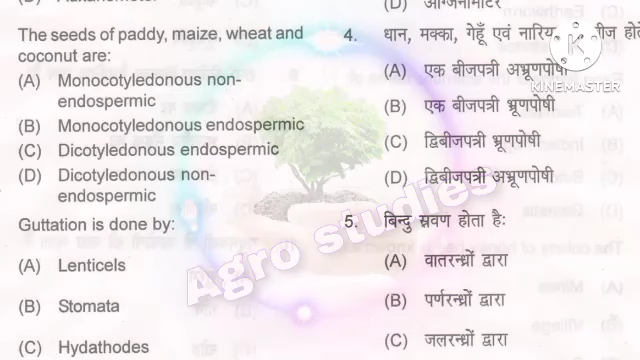 (D) आग्जेनोमीटर
The seeds of paddy, maize, wheat and
coconut are:
(A) Monocotyledonous non-
endospermic
(B) Monocotyledonous endospermic
(C) Dicotyledonous endospermic
(D) Dicotyledonous non-
endospermic
Guttation is done by:
(A) Lenticels
(B) Stomata
(C) Hydathodes
4. धान, मक्का, गेहूँ एवं
(A) एक बीजपत्री अभ्रूणपोषी
(B) एक बीजपत्री भ्रूणपोषी
(C) द्विबीजपत्री भ्रूणपोषी
(D) द्विबीजपत्री अभ्रूणपोषी
5. बिन्दु स्रवण होता है:
(A) वातरन्ध्रों द्वारा
(B) पर्णरन्ध्रों द्वारा
(C) जलरन्ध्रों द्वारा
KINEMASTER
Agro studies